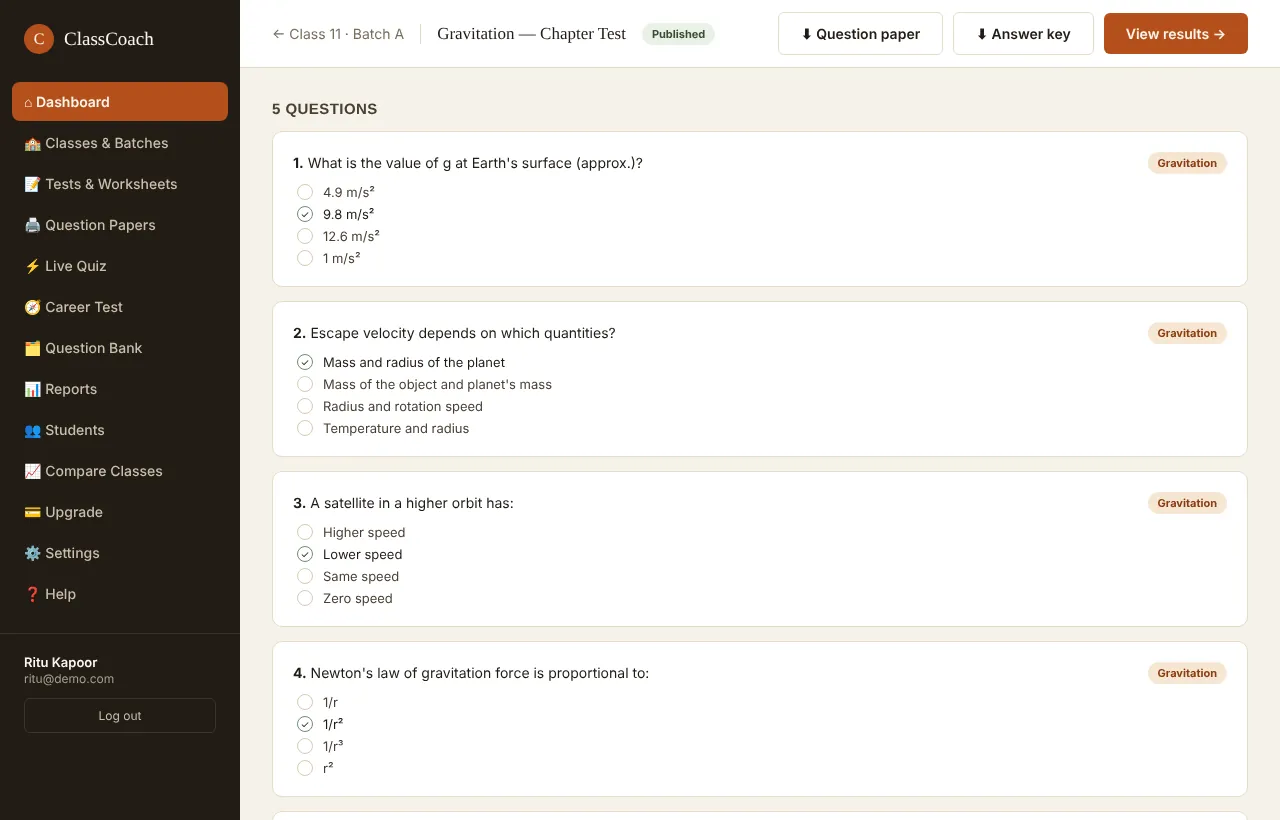 C ClassCoach
⌂ Dashboard
🏫 Classes & Batches
📝 Tests & Worksheets
🖨️ Question Papers
⚡ Live Quiz
🧭 Career Test
🗂️ Question Bank
📊 Reports
👥 Students
📈 Compare Classes
💳 Upgrade
⚙️ Settings
❓ Help
Ritu Kapoor
ritu@demo.com
Log out
← Class 11 · Batch A
Gravitation — Chapter Test
Published
⬇ Question paper
⬇ Answer key
View results →
5 QUESTIONS
1. What is the value of g at Earth's surface (approx.)?
Gravitation
4.9 m/s²
9.8 m/s²
12.6 m/s²
1 m/s²
2. Escape velocity depends on which quantities?
Gravitation
Mass and radius of the planet
Mass of the object and planet's mass
Radius and rotation speed
Temperature and radius
3. A satellite in a higher orbit has:
Gravitation
Higher speed
Lower speed
Same speed
Zero speed
4. Newton's law of gravitation force is proportional to:
Gravitation
1/r
1/r²
1/r³
r²